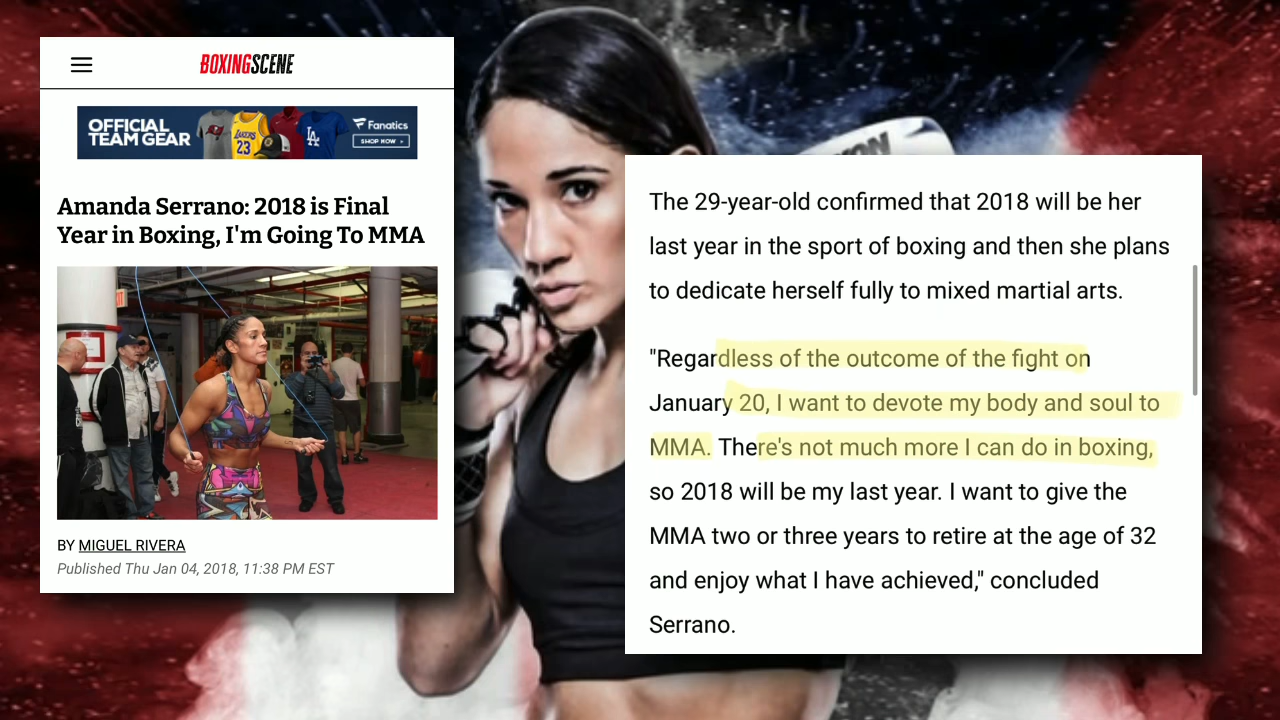 BOXINGSCENE
OFFICIAL
TEAM GEAR
LAKERS
23
LA
Fanatics
SHOP NOW
Amanda Serrano: 2018 is Final
Year in Boxing, I'm Going To MMA
BY MIGUEL RIVERA
Published Thu Jan 04, 2018, 11:38 PM EST
The 29-year-old confirmed that 2018 will be her
last year in the sport of boxing and then she plans
to dedicate herself fully to mixed martial arts.
"Regardless of the outcome of the fight on
January 20, I want to devote my body and soul to
MMA. There's not much more I can do in boxing,
so 2018 will be my last year. I want to give the
MMA two or three years to retire at the age of 32
and enjoy what I have achieved," concluded
Serrano.